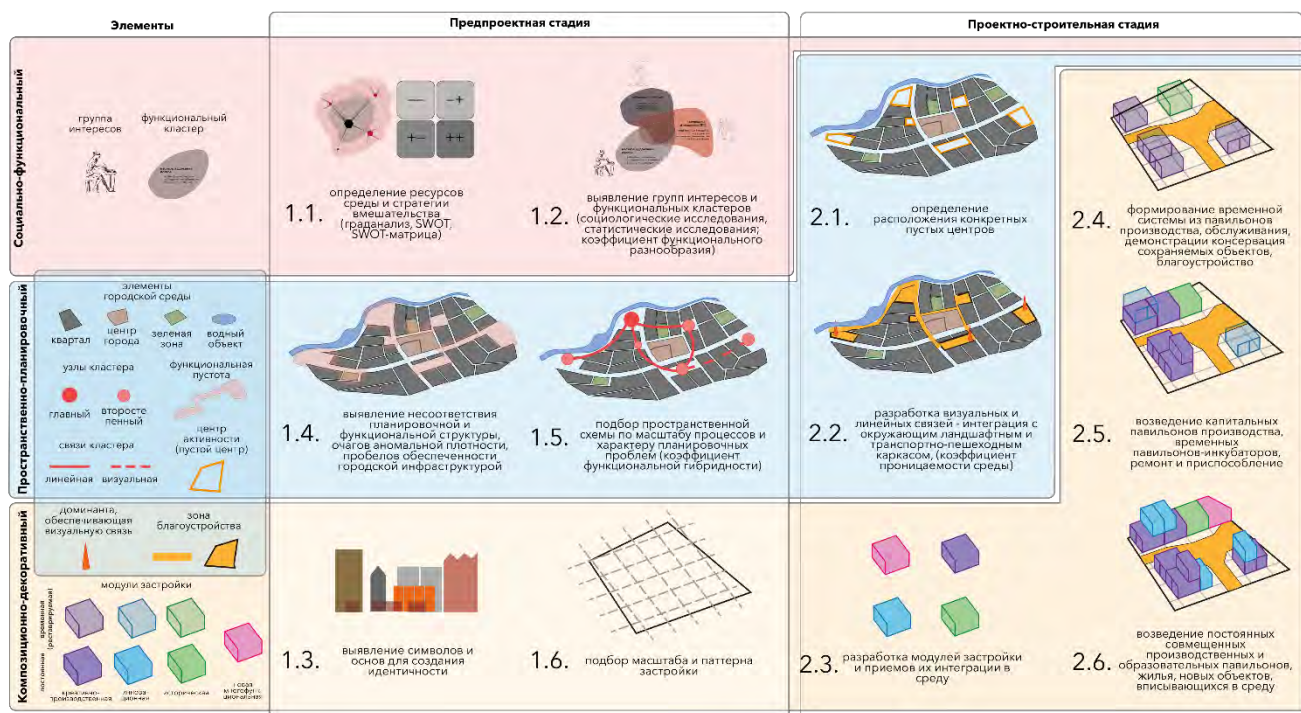 Элементы
Предпроектная стадия
Проектно-строительная стадия
Социально-функциональный
группа
интересов
функциональный
кластер
1.1.
определение ресурсов
среды и стратегии
вмешательства
(граданализ, SWOT,
SWOT-матрица)
1.2.
выявление групп интересов и
функциональных кластеров
(социологические исследования,
статистические исследования;
коэффициент функционального
разнообразия)
2.1.
определение
расположения конкретных
пустых центров
2.4.
формирование временной
системы из павильонов
производства, обслуживания,
демонстрации консервация
сохраняемых объектов,
благоустройство
Пространственно-планировочный
элементы
городской среды
квартал
центр
города
зеленая
зона
водный
объект
узлы кластера
функциональная
пустота
главный
второсте
пенный
связи кластера
центр
активности
(пустой центр)
линейная
визуальная
1.4.
выявление несоответствия
планировочной и
функциональной структуры,
очагов аномальной плотности,
пробелов обеспеченности
городской инфраструктурой
1.5.
подбор пространственной
схемы по масштабу процессов и
характеру планировочных
проблем (коэффициент
функциональной гибридности)
2.2.
разработка визуальных и
линейных связей - интеграция с
окружающим ландшафтным и
транспортно-пешеходным
каркасом, (коэффициент
проницаемости среды)
2.5.
возведение капитальных
павильонов производства,
временных
павильонов-инкубаторов,
ремонт и приспособление
Композиционно-декоративный
доминанта,
обеспечивающая
визуальную связь
зона
благоустройства
модули застройки
временная
постоянная
креативно-
производственная
историческая
1.3.
выявление символов и
основ для создания
идентичности
1.6.
подбор масштаба и паттерна
застройки
2.3.
разработка модулей застройки
и приемов их интеграции в
среду
2.6.
возведение постоянных
совмещенных
производственных и
образовательных павильонов,
жилья, новых объектов,
вписывающихся в среду